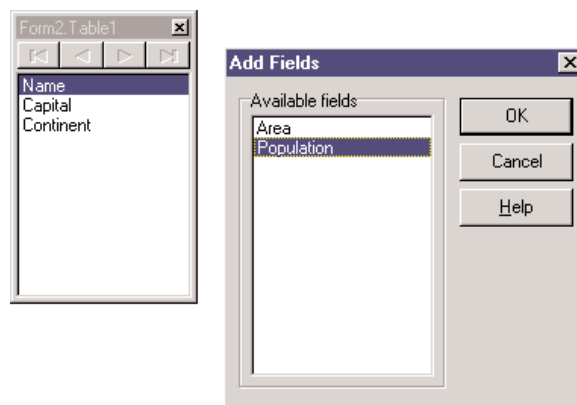 Form2.Table1
Name
Capital
Continent
Add Fields
Available fields
Area
Population
OK
Cancel
Help